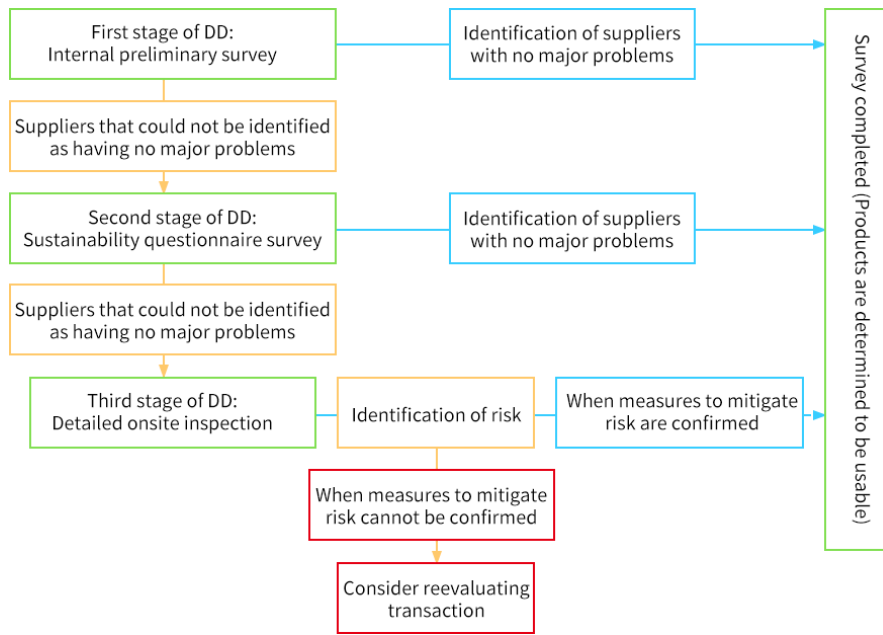 First stage of DD:
Internal preliminary survey
Identification of suppliers
with no major problems
Suppliers that could not be identified
as having no major problems
Second stage of DD:
Sustainability questionnaire survey
Identification of suppliers
with no major problems
Suppliers that could not be identified
as having no major problems
Third stage of DD:
Detailed onsite inspection
Identification of risk
When measures to mitigate
risk are confirmed
When measures to mitigate
risk cannot be confirmed
Consider reevaluating
transaction
Survey completed (Products are determined to be usable)